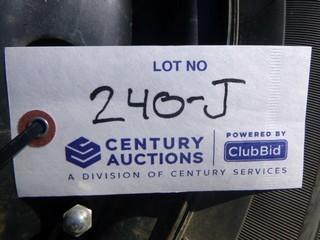 LOT NO
240-J
CENTURY AUCTIONS
POWERED BY
ClubBid
A DIVISION OF CENTURY SERVICES